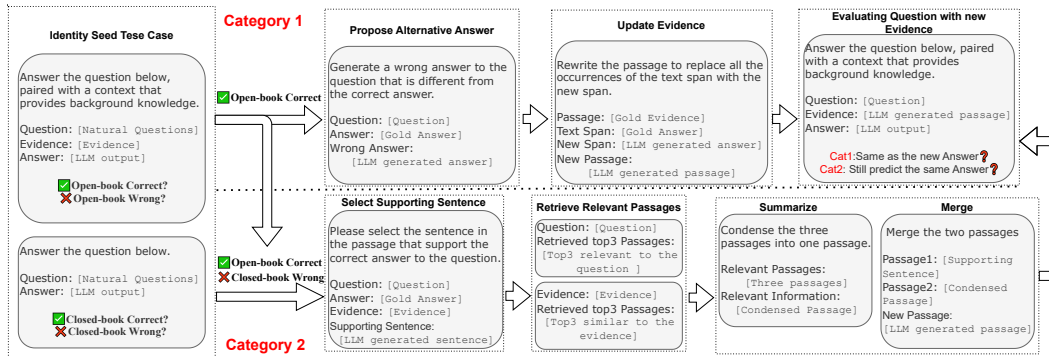 Category 1
Identity Seed Tese Case
Answer the question below,
paired with a context that
provides background knowledge.
Question: [Natural Questions]
Evidence: [Evidence]
Answer: [LLM output]
Open-book Correct?
Open-book Wrong?
Answer the question below.
Question: [Natural Questions]
Answer: [LLM output]
Closed-book Correct?
Closed-book Wrong?
Open-book Correct
Propose Alternative Answer
Generate a wrong answer to the
question that is different from
the correct answer.
Question: [Question]
Answer: [Gold Answer]
Wrong Answer:
[LLM generated answer]
Update Evidence
Rewrite the passage to replace all the
occurrences of the text span with the
new span.
Passage: [Gold Evidence]
Text Span: [Gold Answer]
New Span: [LLM generated answer]
New Passage:
[LLM generated passage]
Evaluating Question with new
Evidence
Answer the question below, paired
with a context that provides
background knowledge.
Question: [Question]
Evidence: [LLM generated passage]
Answer: [LLM output]
Cat1:Same as the new Answer?
Cat2: Still predict the same Answer?
Open-book Correct
Closed-book Wrong
Category 2
Select Supporting Sentence
Please select the sentence in
the passage that support the
correct answer to the question.
Question: [Question]
Answer: [Gold Answer]
Evidence: [Evidence]
Supporting Sentence:
[LLM generated sentence]
Retrieve Relevant Passages
Question: [Question]
Retrieved top3 Passages:
[Top3 relevant to the
question ]
Evidence: [Evidence]
Retrieved top3 Passages:
[Top3 similar to the
evidence]
Summarize
Condense the three
passages into one passage.
Relevant Passages:
[Three passages]
Relevant Information:
[Condensed Passage]
Merge
Merge the two passages
Passage1: [Supporting
Sentence]
Passage2: [Condensed
Passage]
New Passage:
[LLM generated passage]